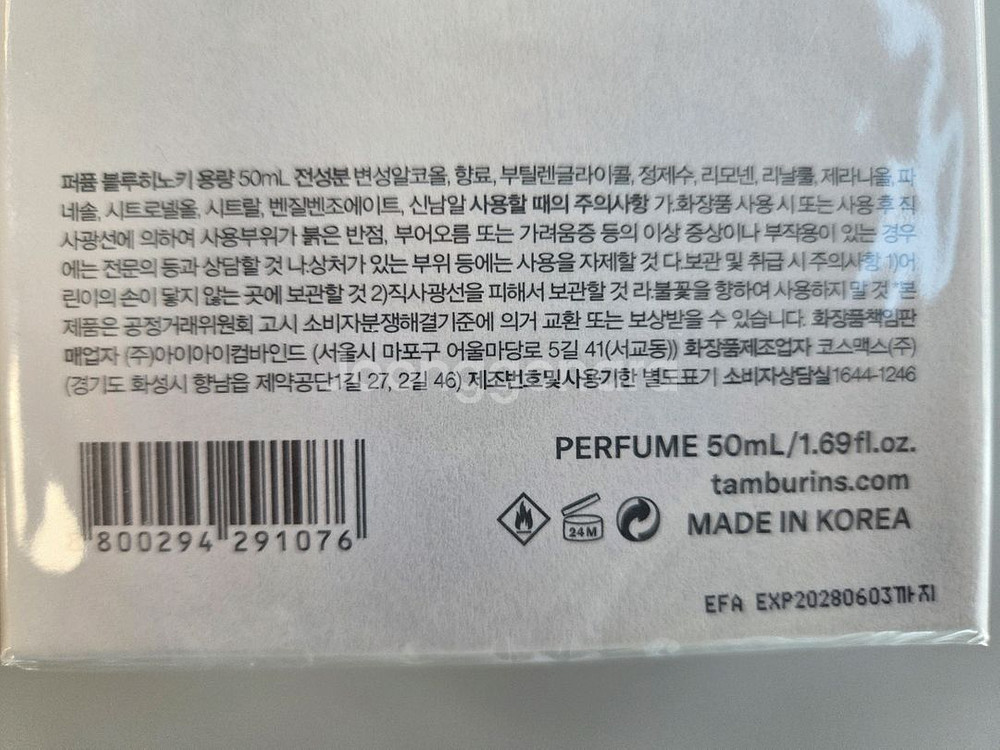 퍼퓸 블루히노키 용량 50mL 전성분 변성알코올, 향료, 부틸렌글라이콜, 정제수, 리모넨, 리날룰, 제라니올, 파
네솔, 시트로넬올, 시트랄, 벤질벤조에이트, 신남알 사용할 때의 주의사항 가.화장품 사용 시 또는 사용 후 직
사광선에 의하여 사용부위가 붉은 반점, 부어오름 또는 가려움증 등의 이상 증상이나 부작용이 있는 경우
에는 전문의 등과 상담할 것 나.상처가 있는 부위 등에는 사용을 자제할 것 다.보관 및 취급 시 주의사항 1)어
린이의 손이 닿지 않는 곳에 보관할 것 2)직사광선을 피해서 보관할 것 라.불꽃을 향하여 사용하지 말 것 *본
제품은 공정거래위원회 고시 소비자분쟁해결기준에 의거 교환 또는 보상받을 수 있습니다. 화장품책임판
매업자 (주)아이아이컴바인드 (서울시 마포구 어울마당로 5길 41(서교동)) 화장품제조업자 코스맥스(주)
(경기도 화성시 향남읍 제약공단1길 27, 2길 46) 제조번호및사용기한 별도표기 소비자상담실1644-1246
PERFUME 50mL/1.69fl.oz.
tamburins.com
24M
MADE IN KOREA
800294 291076
EFA EXP20280603까지